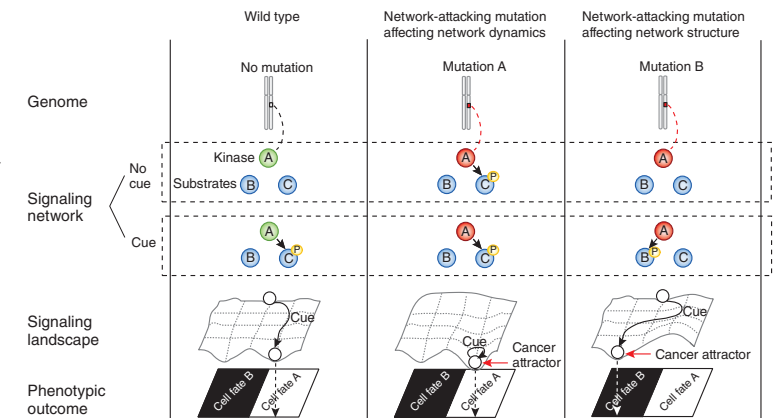 Wild type
Network-attacking mutation
affecting network dynamics
Network-attacking mutation
affecting network structure
No mutation
Mutation A
Mutation B
Genome
Signaling
network
No
cue
Kinase A
A
A
Substrates B C
B C P
B C
Cue
A
A
A
B C P
B C P
B P C
Signaling
landscape
Cue
Cue
Cancer
attractor
Cue
Cancer attractor
Phenotypic
outcome
Cell fate B
Cell fate A
Cell fate B
Cell fate A
Cell fate B
Cell fate A